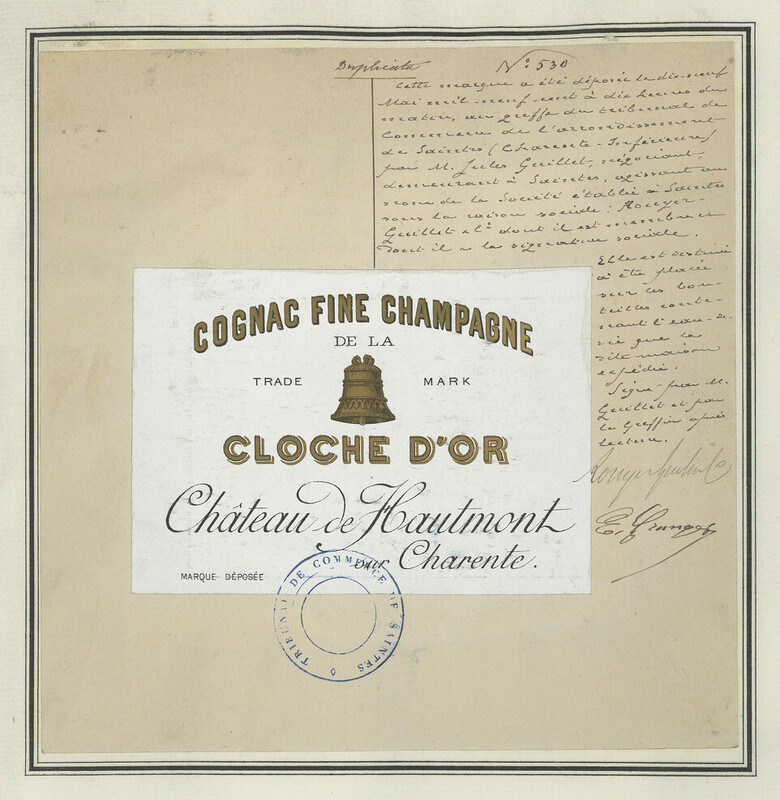 Duplicata
N° 530
Cette marque a été déposée le dix-neuf
Mai mil-neuf-cent à dix heures du
matin, au greffe du tribunal de
Commerce de l'arrondissement
de Saintes (Charente-Inférieure)
par M. Jules Guillet, négociant,
demeurant à Saintes, agissant au
nom de la Société établie à Saintes
sous la raison sociale: Rouyer-
Guillet & Cie dont il est membre et
dont il a la signature sociale.
Elle est destinée
à être placée
sur les bou-
teilles conte-
nant l'eau-de-
vie que la
dite maison
expédie.
Signé par M.
Guillet et par
le Greffier après
lecture.
Rouyer Guillet & Co
COGNAC FINE CHAMPAGNE
DE LA
TRADE MARK
CLOCHE D'OR
Château de Hautmont
sur Charente.
MARQUE DÉPOSÉE
TRIBUNAL DE COMMERCE DE SAINTES